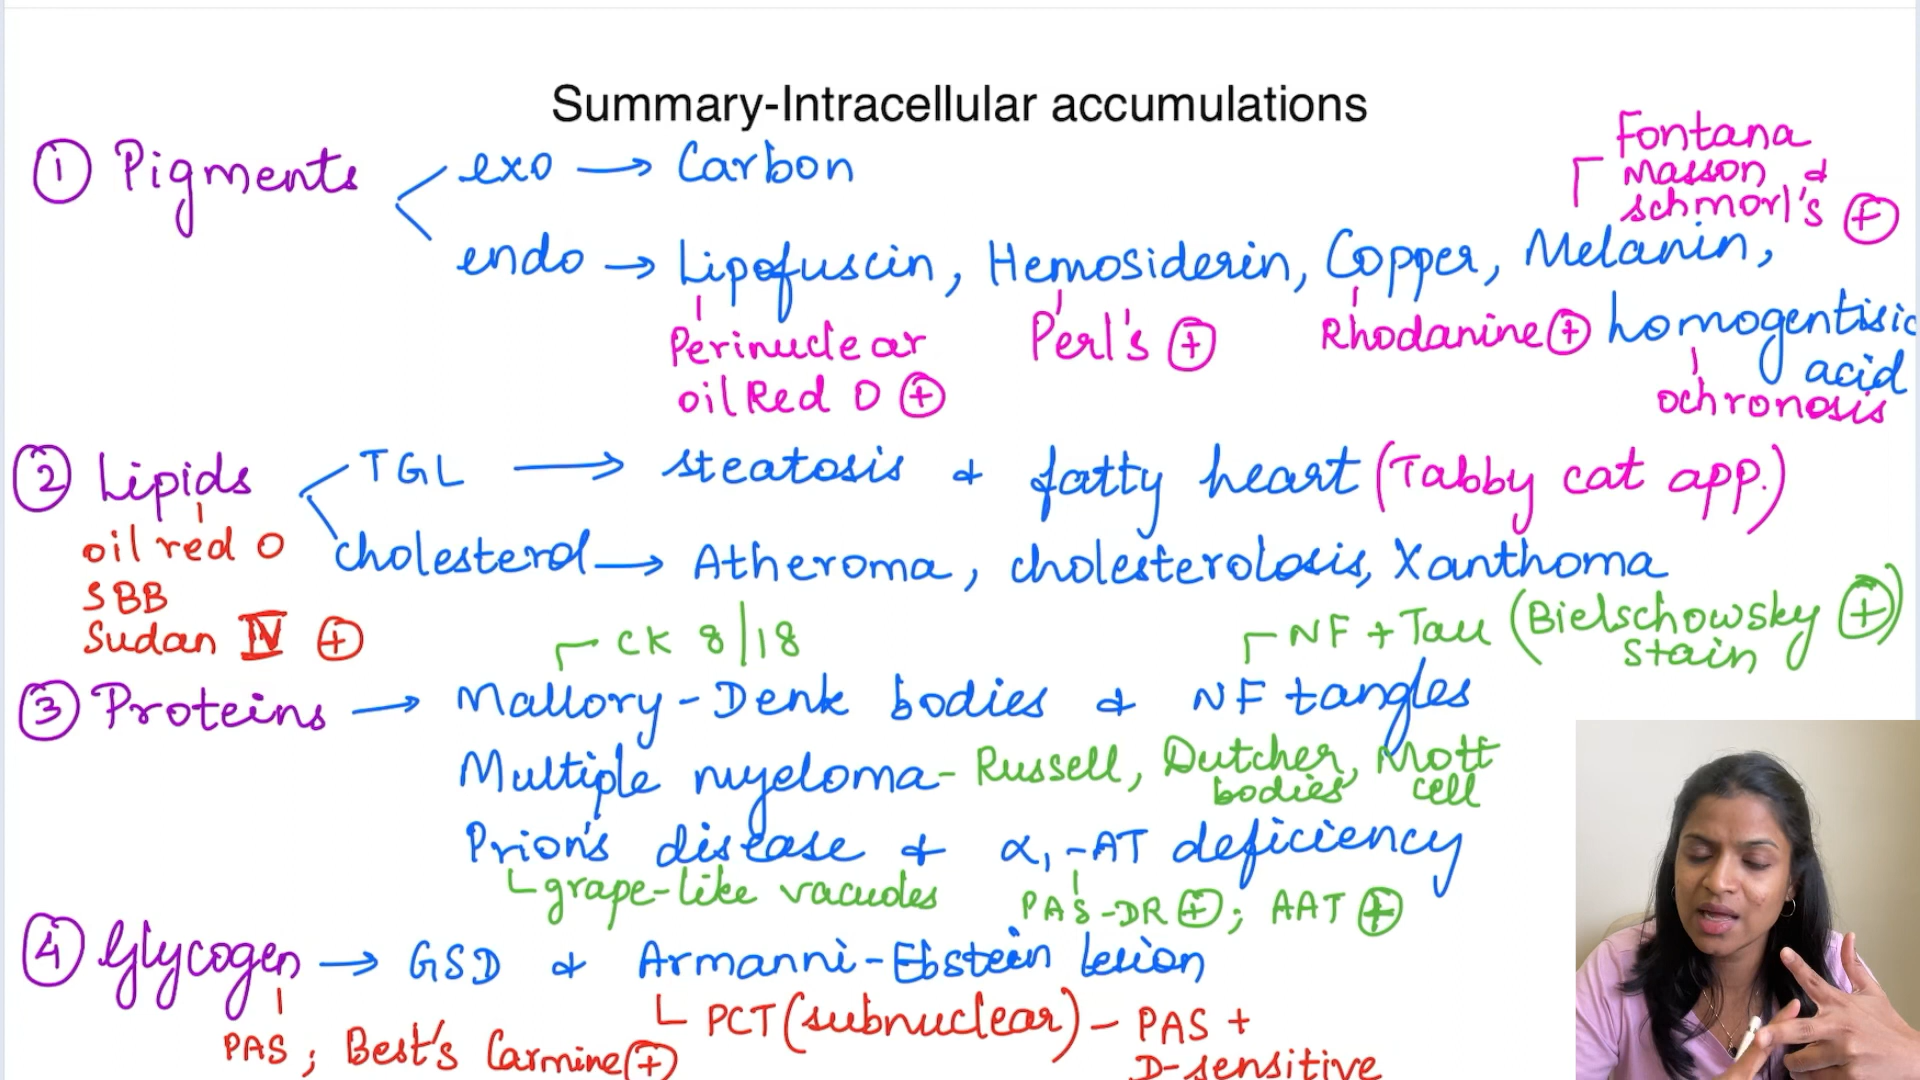 Summary-Intracellular accumulations
① Pigments
exo → Carbon
endo → Lipofuscin, Hemosiderin, Copper, Melanin,
homogentisic
acid
Fontana
Masson &
schmorl's ⊕
Perinuclear
oil Red O ⊕
Perl's ⊕
Rhodanine ⊕
ochronosis
② Lipids
TGL → steatosis & fatty heart (Tabby cat app.)
cholesterol → Atheroma, cholesterolosis, Xanthoma
oil red O
SBB
Sudan IV ⊕
CK 8/18
NF + Tau (Bielschowsky ⊕)
stain
③ Proteins → Mallory-Denk bodies & NF tangles
Multiple myeloma - Russell, Dutcher, Mott
bodies cell
Prion's disease & α₁-AT deficiency
grape-like vacuoles
PAS-DR ⊕; AAT ⊕
④ Glycogen → GSD & Armanni-Ebstein lesion
PCT (subnuclear) - PAS +
D-sensitive
PAS; Best's Carmine ⊕